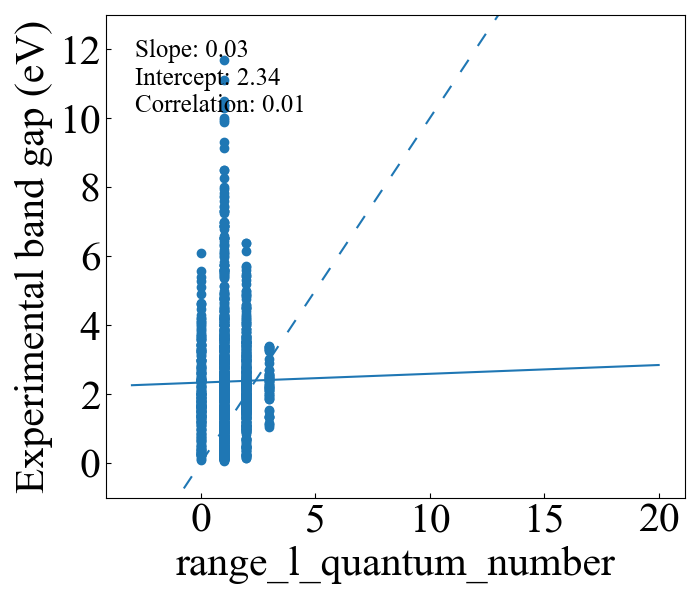 Slope: 0.03
Intercept: 2.34
Correlation: 0.01
Experimental band gap (eV)
12
10
8
6
4
2
0
0 5 10 15 20
range_l_quantum_number